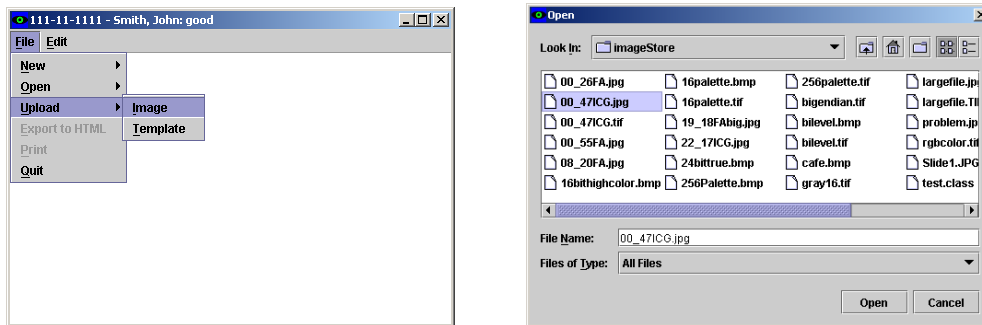 111-11-1111 - Smith, John: good
File Edit
New
Open
Upload
Image
Export to HTML
Template
Print
Quit
Open
Look In: imageStore
00_26FA.jpg 16palette.bmp 256palette.tif largefile.jp
00_47ICG.jpg 16palette.tif bigendian.tif largefile.TI
00_47ICG.tif 19_18FAbig.jpg bilevel.bmp problem.jp
00_55FA.jpg 22_17ICG.jpg bilevel.tif rgbcolor.tif
08_20FA.jpg 24bittrue.bmp cafe.bmp Slide1.JPG
16bithighcolor.bmp 256Palette.bmp gray16.tif test.class
File Name: 00_47ICG.jpg
Files of Type: All Files
Open Cancel